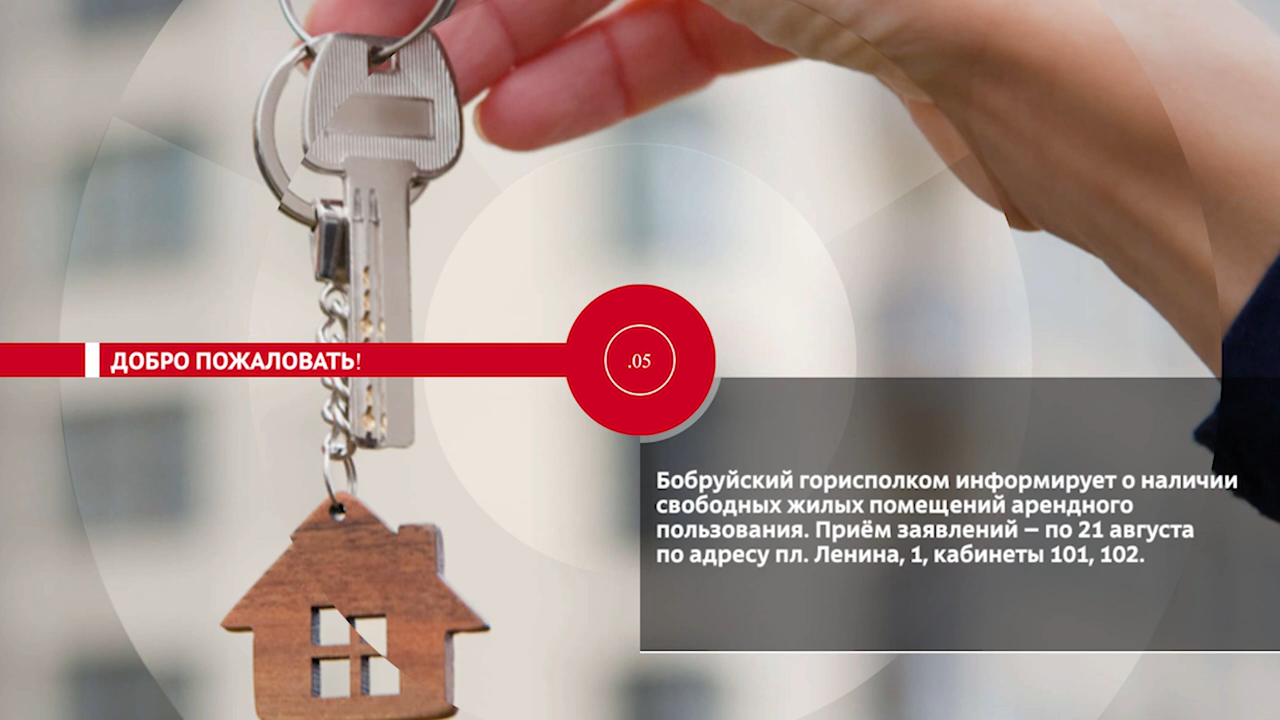 ДОБРО ПОЖАЛОВАТЬ!
.05
Бобруйский горисполком информирует о наличии
свободных жилых помещений арендного
пользования. Приём заявлений – по 21 августа
по адресу пл. Ленина, 1, кабинеты 101, 102.